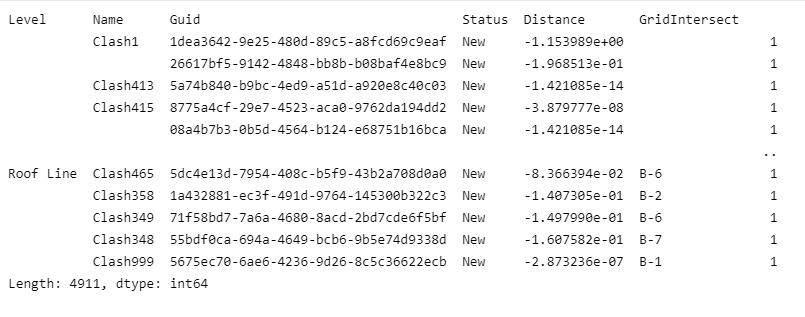 Level Name Guid Status Distance GridIntersect
Clash1 1dea3642-9e25-480d-89c5-a8fcd69c9eaf New -1.153989e+00 1
26617bf5-9142-4848-bb8b-b08baf4e8bc9 New -1.968513e-01 1
Clash413 5a74b840-b9bc-4ed9-a51d-a920e8c40c03 New -1.421085e-14 1
Clash415 8775a4cf-29e7-4523-aca0-9762da194dd2 New -3.879777e-08 1
08a4b7b3-0b5d-4564-b124-e68751b16bca New -1.421085e-14 1
..
Roof Line Clash465 5dc4e13d-7954-408c-b5f9-43b2a708d0a0 New -8.366394e-02 B-6 1
Clash358 1a432881-ec3f-491d-9764-145300b322c3 New -1.407305e-01 B-2 1
Clash349 71f58bd7-7a6a-4680-8acd-2bd7cde6f5bf New -1.497990e-01 B-6 1
Clash348 55bdf0ca-694a-4649-bcb6-9b5e74d9338d New -1.607582e-01 B-7 1
Clash999 5675ec70-6ae6-4236-9d26-8c5c36622ecb New -2.873236e-07 B-1 1
Length: 4911, dtype: int64